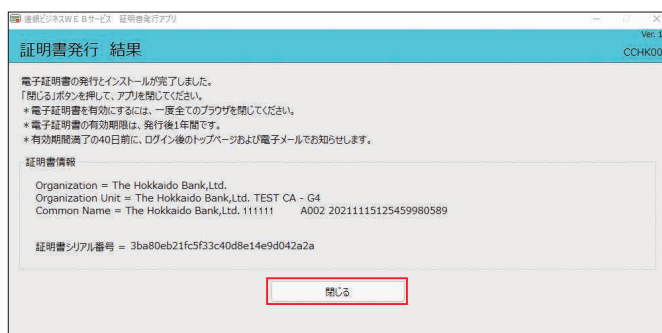 道銀ビジネスWEBサービス 証明書発行アプリ
Ver. 1
証明書発行 結果
CCHK00
電子証明書の発行とインストールが完了しました。
「閉じる」ボタンを押して、アプリを閉じてください。
＊電子証明書を有効にするには、一度全てのブラウザを閉じてください。
＊電子証明書の有効期限は、発行後1年間です。
＊有効期間満了の40日前に、ログイン後のトップページおよび電子メールでお知らせします。
証明書情報
Organization = The Hokkaido Bank,Ltd.
Organization Unit = The Hokkaido Bank,Ltd. TEST CA - G4
Common Name = The Hokkaido Bank,Ltd. 111111 A002 20211115125459980589
証明書シリアル番号 = 3ba80eb21fc5f33c40d8e14e9d042a2a
閉じる